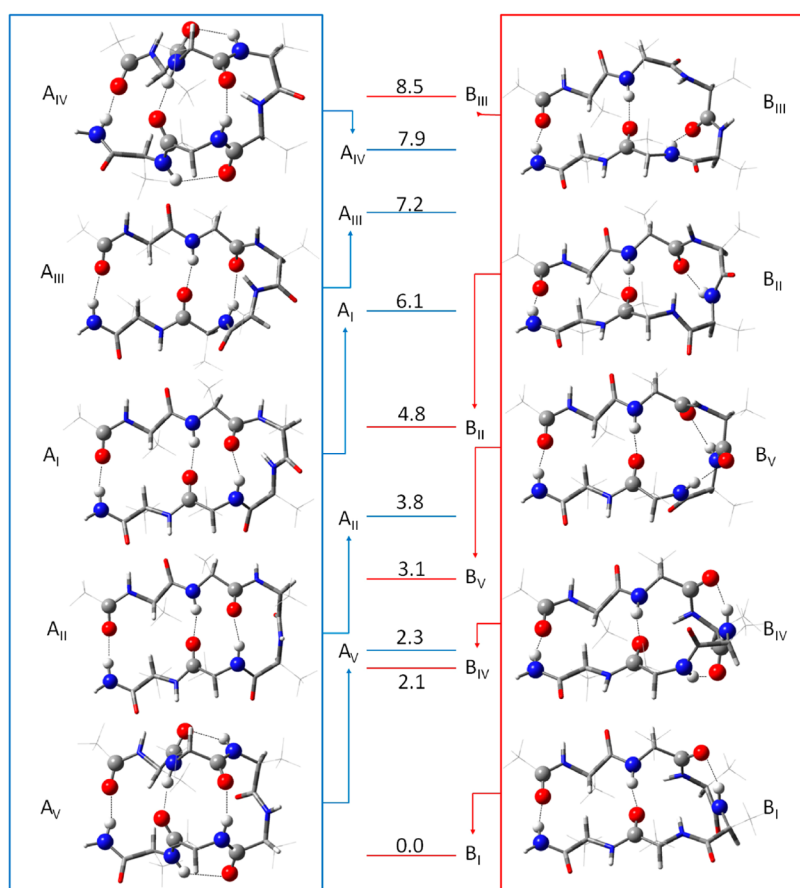 A_IV
8.5
B_III
B_III
A_IV
7.9
7.2
A_III
A_III
B_II
6.1
A_I
4.8
B_II
A_I
B_V
3.8
A_II
3.1
B_V
A_II
B_IV
2.3
A_V
B_IV
2.1
A_V
B_I
0.0
B_I